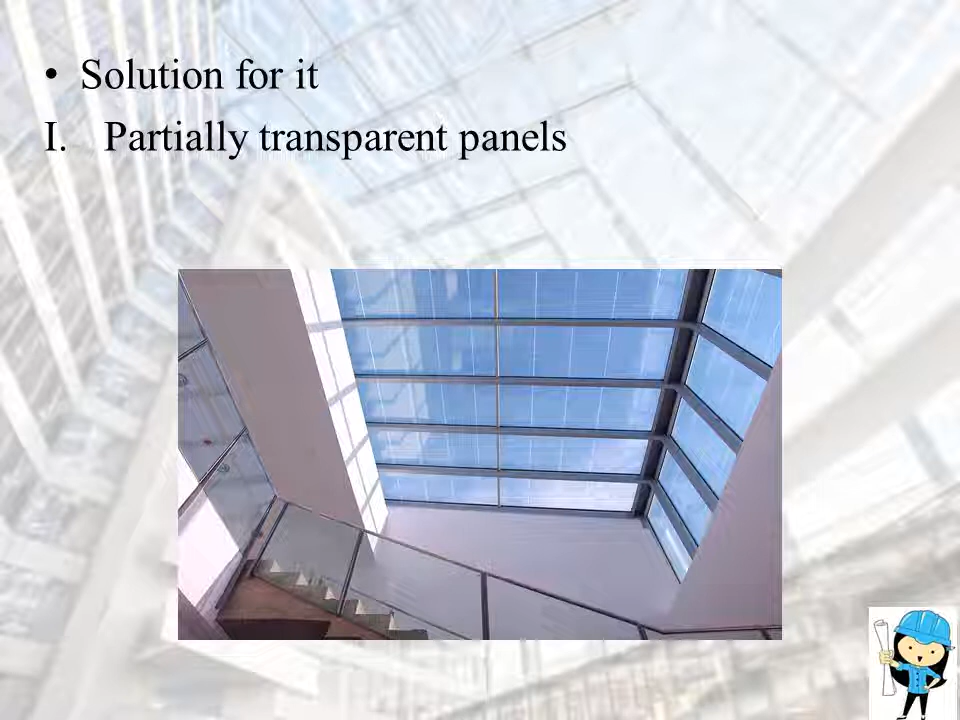 • Solution for it
I. Partially transparent panels